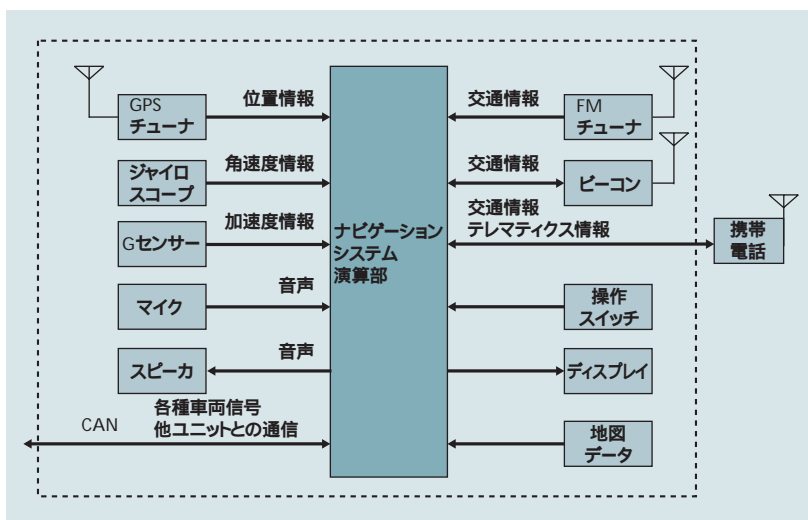 GPS
チューナ
位置情報
ジャイロ
スコープ
角速度情報
Gセンサー
加速度情報
マイク
音声
スピーカ
音声
CAN
各種車両信号
他ユニットとの通信
ナビゲーション
システム
演算部
交通情報
FM
チューナ
交通情報
ビーコン
交通情報
テレマティクス情報
携帯
電話
操作
スイッチ
ディスプレイ
地図
データ